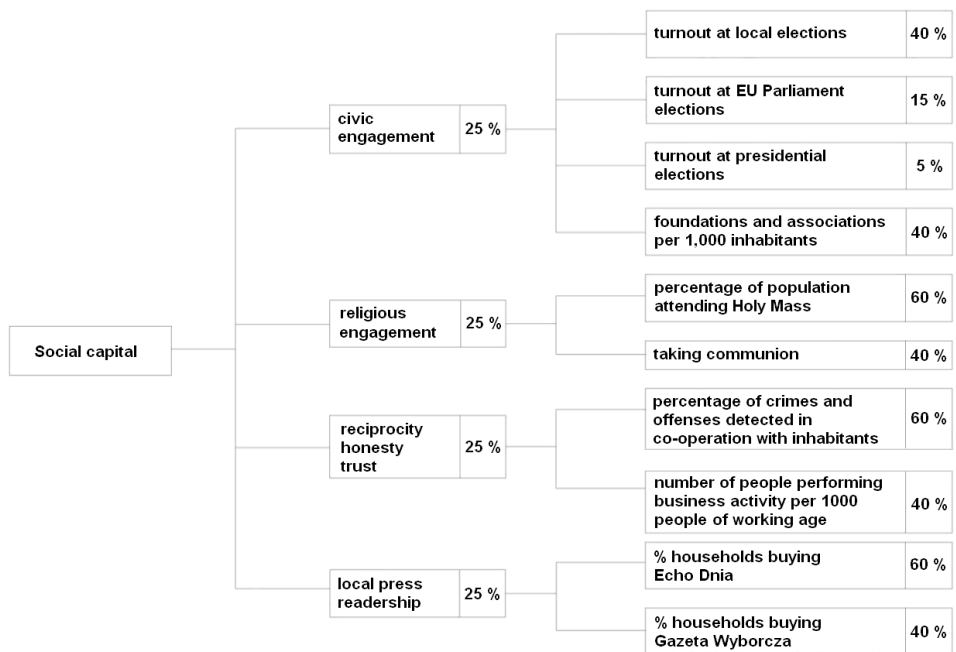 Social capital
civic
engagement
25 %
turnout at local elections
40 %
turnout at EU Parliament
elections
15 %
turnout at presidential
elections
5 %
foundations and associations
per 1,000 inhabitants
40 %
religious
engagement
25 %
percentage of population
attending Holy Mass
60 %
taking communion
40 %
reciprocity
honesty
trust
25 %
percentage of crimes and
offenses detected in
co-operation with inhabitants
60 %
number of people performing
business activity per 1000
people of working age
40 %
local press
readership
25 %
% households buying
Echo Dnia
60 %
% households buying
Gazeta Wyborcza
40 %